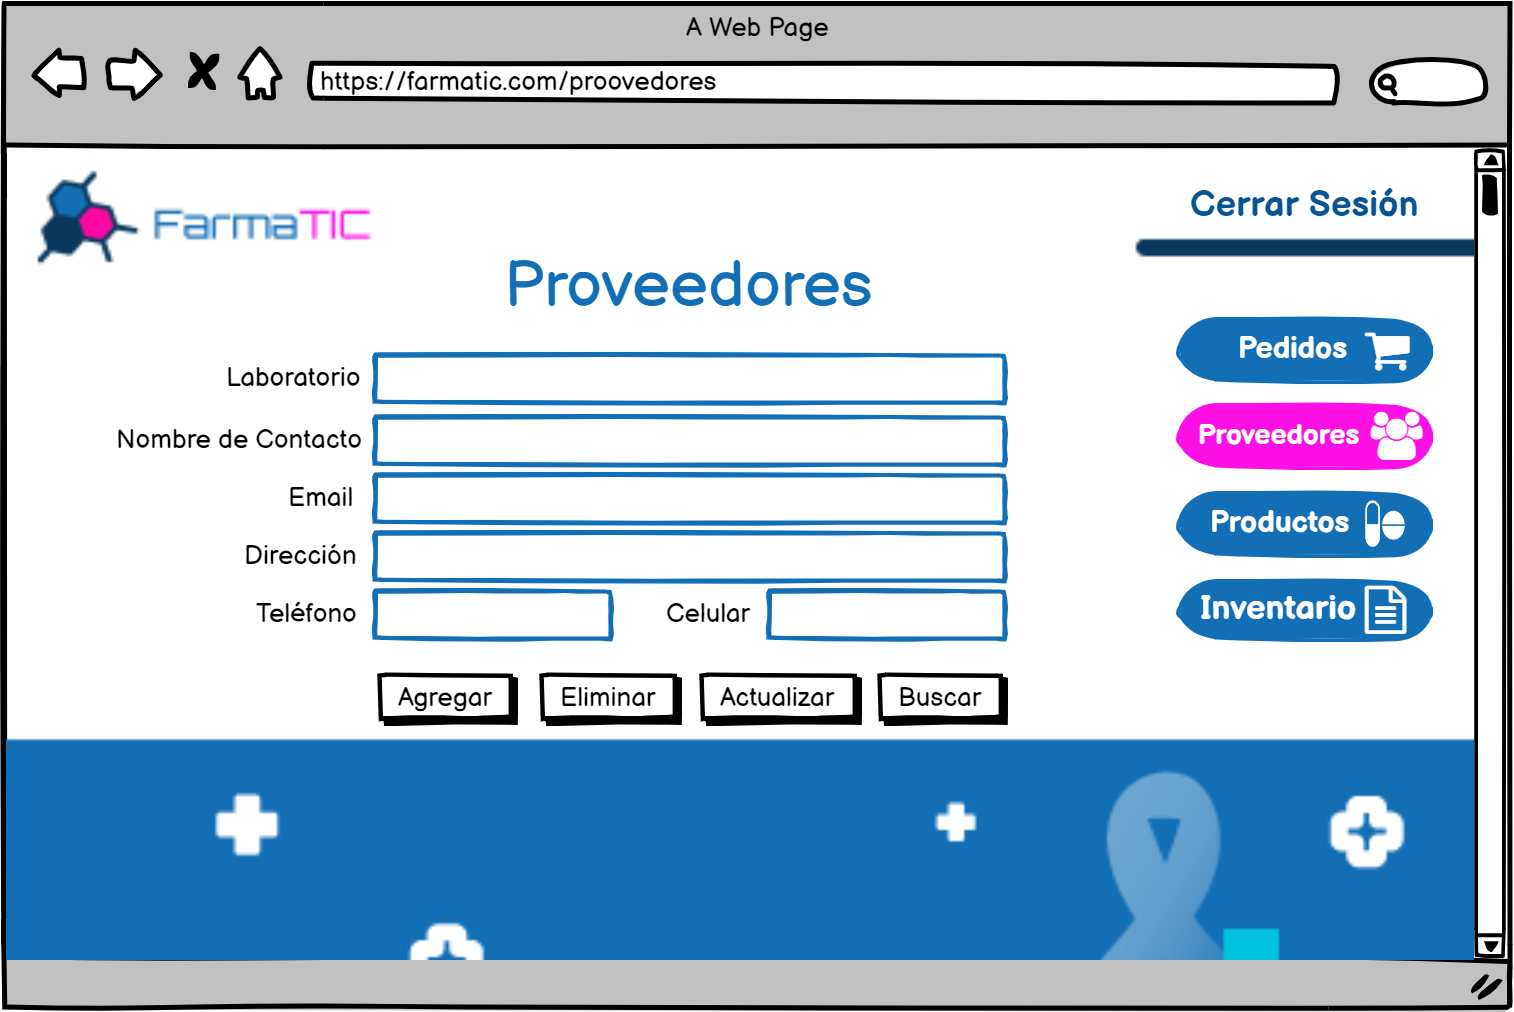 A Web Page
https://farmatic.com/proovedores
FarmaTIC
Cerrar Sesión
Proveedores
Laboratorio
Nombre de Contacto
Email
Dirección
Teléfono
Celular
Agregar
Eliminar
Actualizar
Buscar
Pedidos
Proveedores
Productos
Inventario